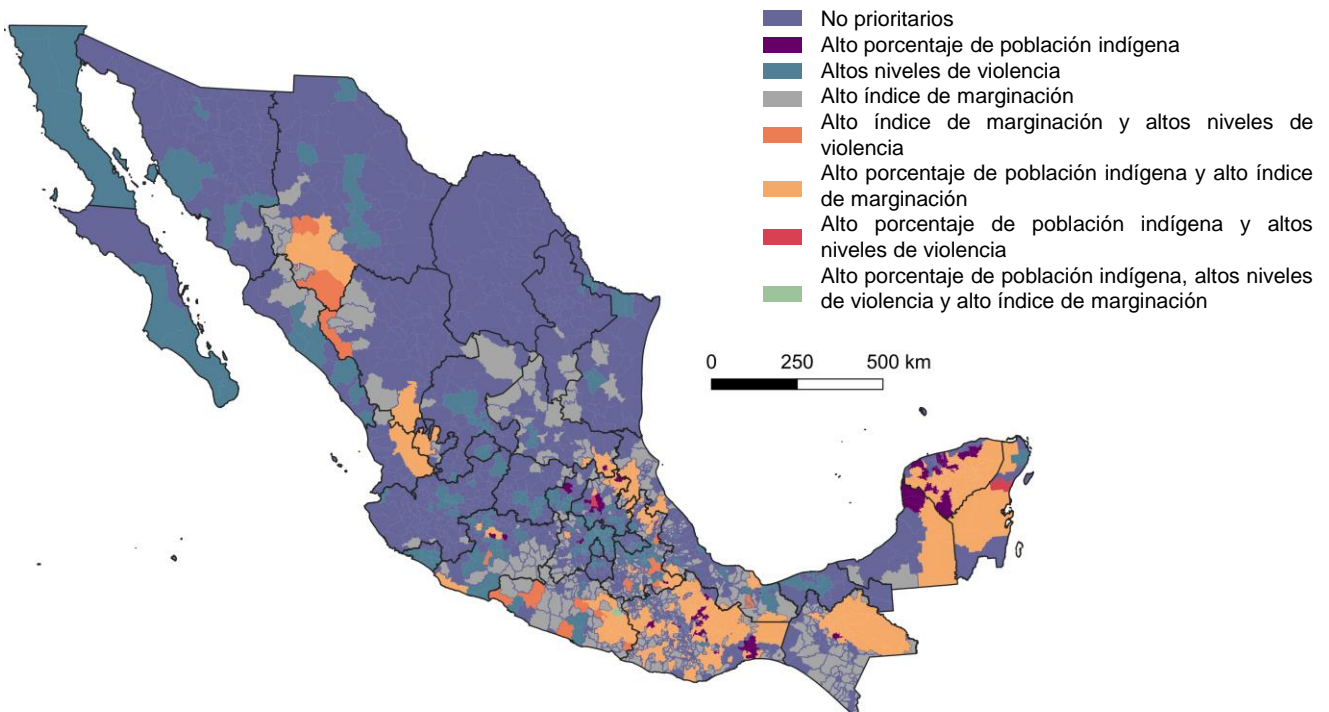 No prioritarios
Alto porcentaje de población indígena
Altos niveles de violencia
Alto índice de marginación
Alto índice de marginación y altos niveles de
violencia
Alto porcentaje de población indígena y alto índice
de marginación
Alto porcentaje de población indígena y altos
niveles de violencia
Alto porcentaje de población indígena, altos niveles
de violencia y alto índice de marginación
0 250 500 km